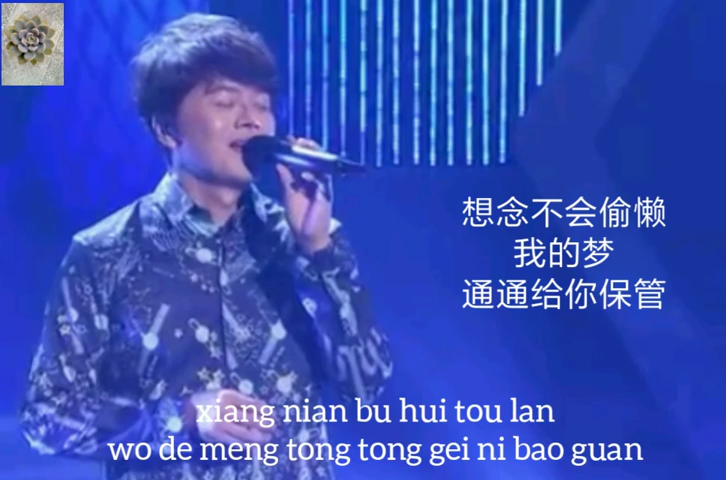 想念不会偷懒
我的梦
通通给你保管
xiang nian bu hui tou lan
wo de meng tong tong gei ni bao guan